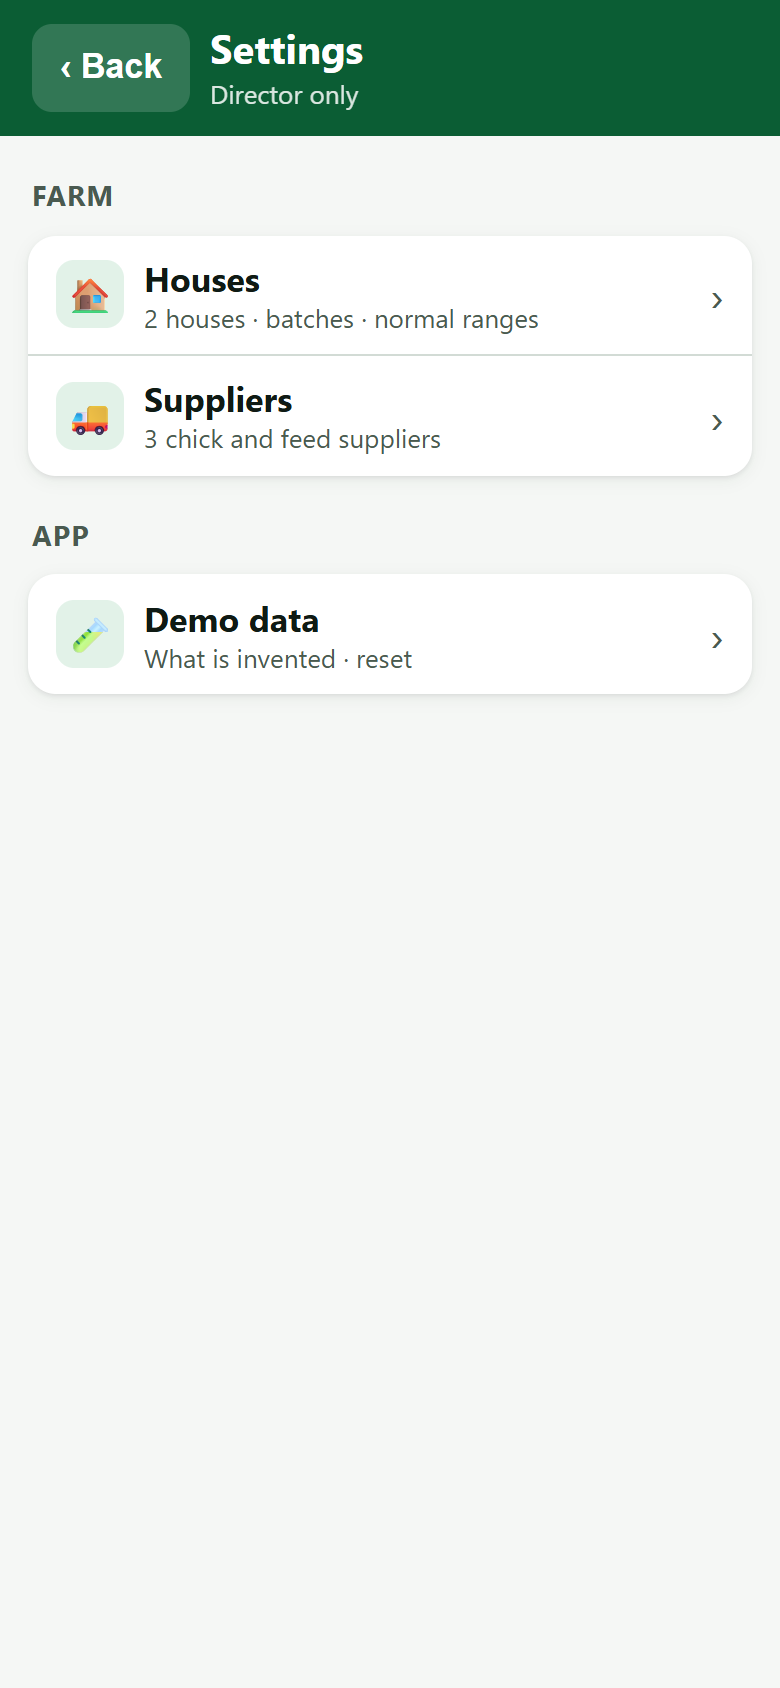 ‹ Back
Settings
Director only
FARM
Houses
2 houses · batches · normal ranges
›
Suppliers
3 chick and feed suppliers
›
APP
Demo data
What is invented · reset
›